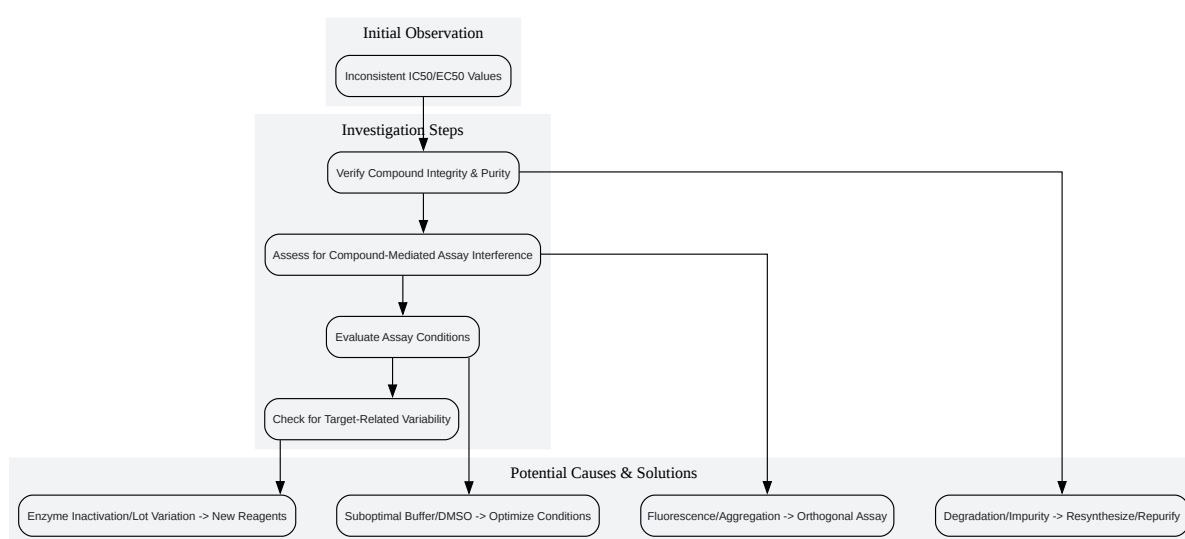 Initial Observation
Inconsistent IC50/EC50 Values
Investigation Steps
Verify Compound Integrity & Purity
Assess for Compound-Mediated Assay Interference
Evaluate Assay Conditions
Check for Target-Related Variability
Potential Causes & Solutions
Enzyme Inactivation/Lot Variation -> New Reagents
Suboptimal Buffer/DMSO -> Optimize Conditions
Fluorescence/Aggregation -> Orthogonal Assay
Degradation/Impurity -> Resynthesize/Repurify